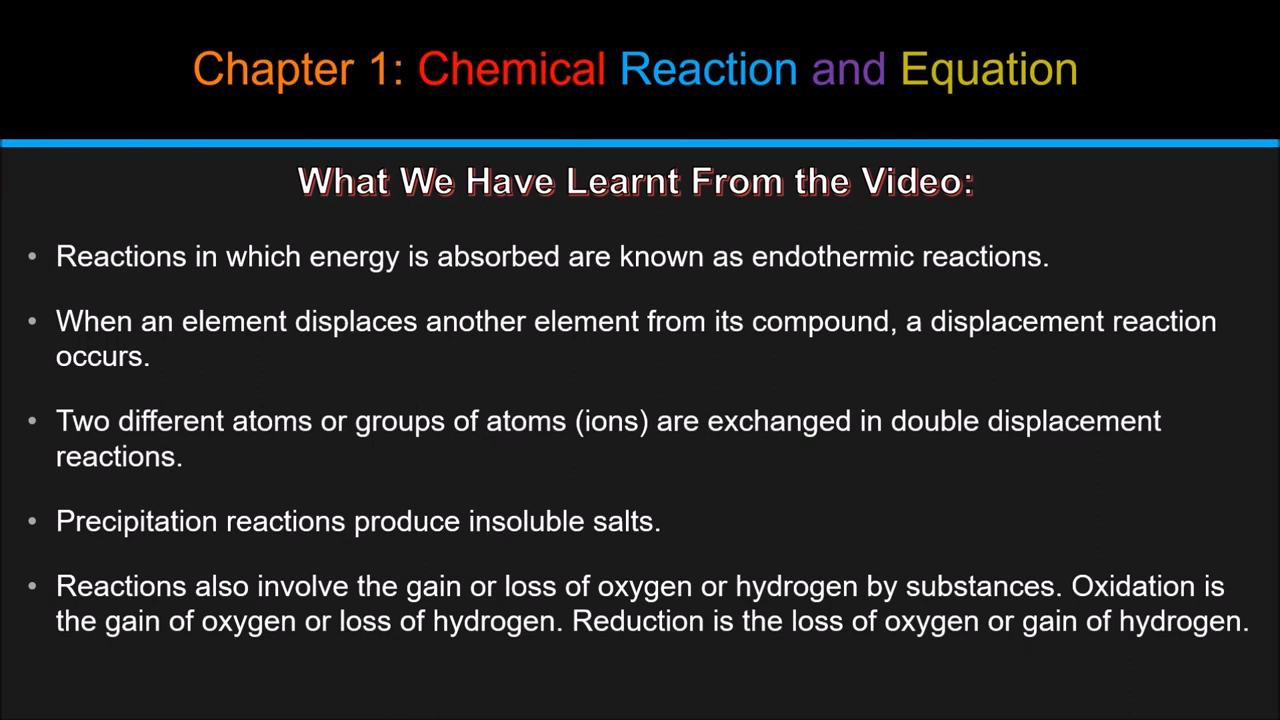 Chapter 1: Chemical Reaction and Equation
What We Have Learnt From the Video:
• Reactions in which energy is absorbed are known as endothermic reactions.
• When an element displaces another element from its compound, a displacement reaction
occurs.
• Two different atoms or groups of atoms (ions) are exchanged in double displacement
reactions.
• Precipitation reactions produce insoluble salts.
• Reactions also involve the gain or loss of oxygen or hydrogen by substances. Oxidation is
the gain of oxygen or loss of hydrogen. Reduction is the loss of oxygen or gain of hydrogen.